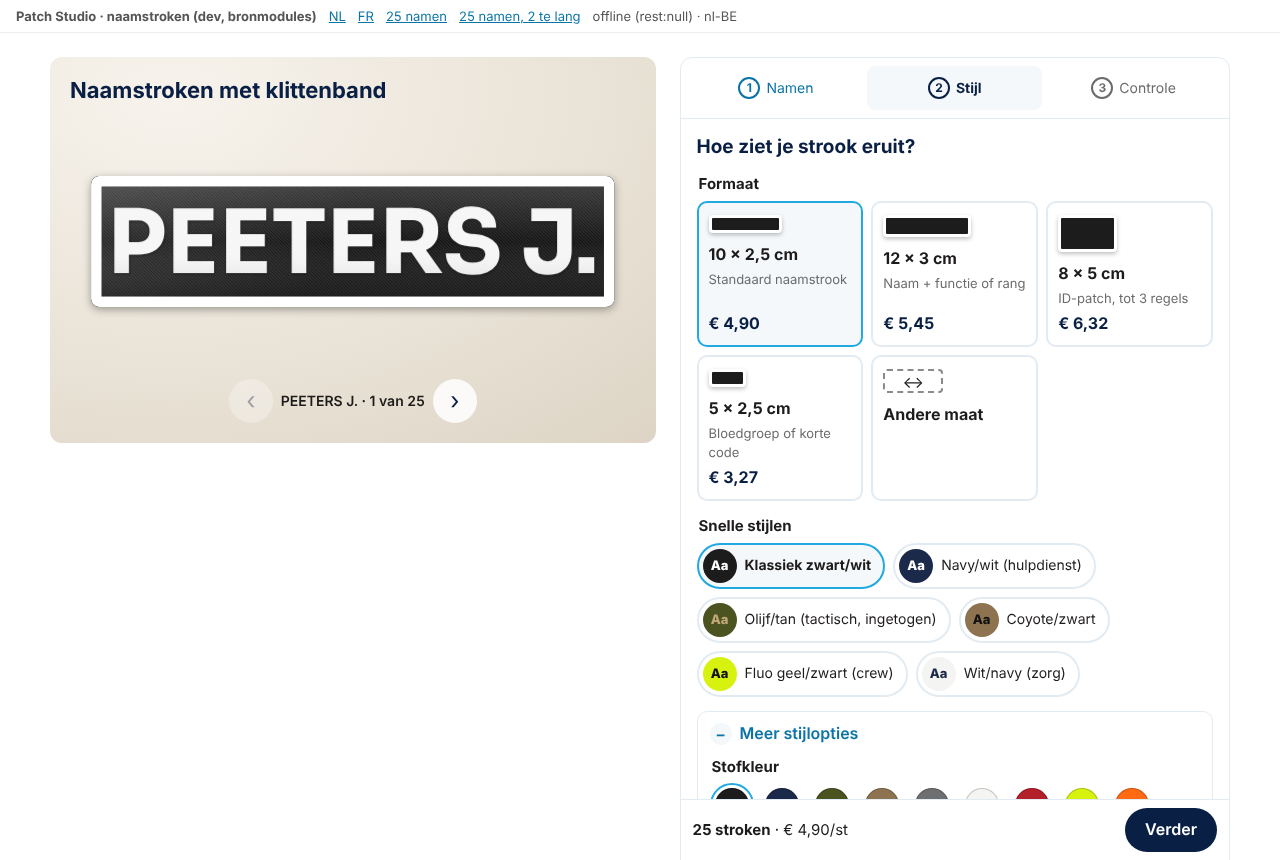 Patch Studio · naamstroken (dev, bronmodules) NL FR 25 namen 25 namen, 2 te lang offline (rest:null) · nl-BE
Naamstroken met klittenband
PEETERS J.
PEETERS J. · 1 van 25
1 Namen 2 Stijl 3 Controle
Hoe ziet je strook eruit?
Formaat
10 × 2,5 cm
Standaard naamstrook
€ 4,90
12 × 3 cm
Naam + functie of rang
€ 5,45
8 × 5 cm
ID-patch, tot 3 regels
€ 6,32
5 × 2,5 cm
Bloedgroep of korte
code
€ 3,27
Andere maat
Snelle stijlen
Aa Klassiek zwart/wit
Aa Navy/wit (hulpdienst)
Aa Olijf/tan (tactisch, ingetogen)
Aa Coyote/zwart
Aa Fluo geel/zwart (crew)
Aa Wit/navy (zorg)
Meer stijlopties
Stofkleur
25 stroken · € 4,90/st
Verder